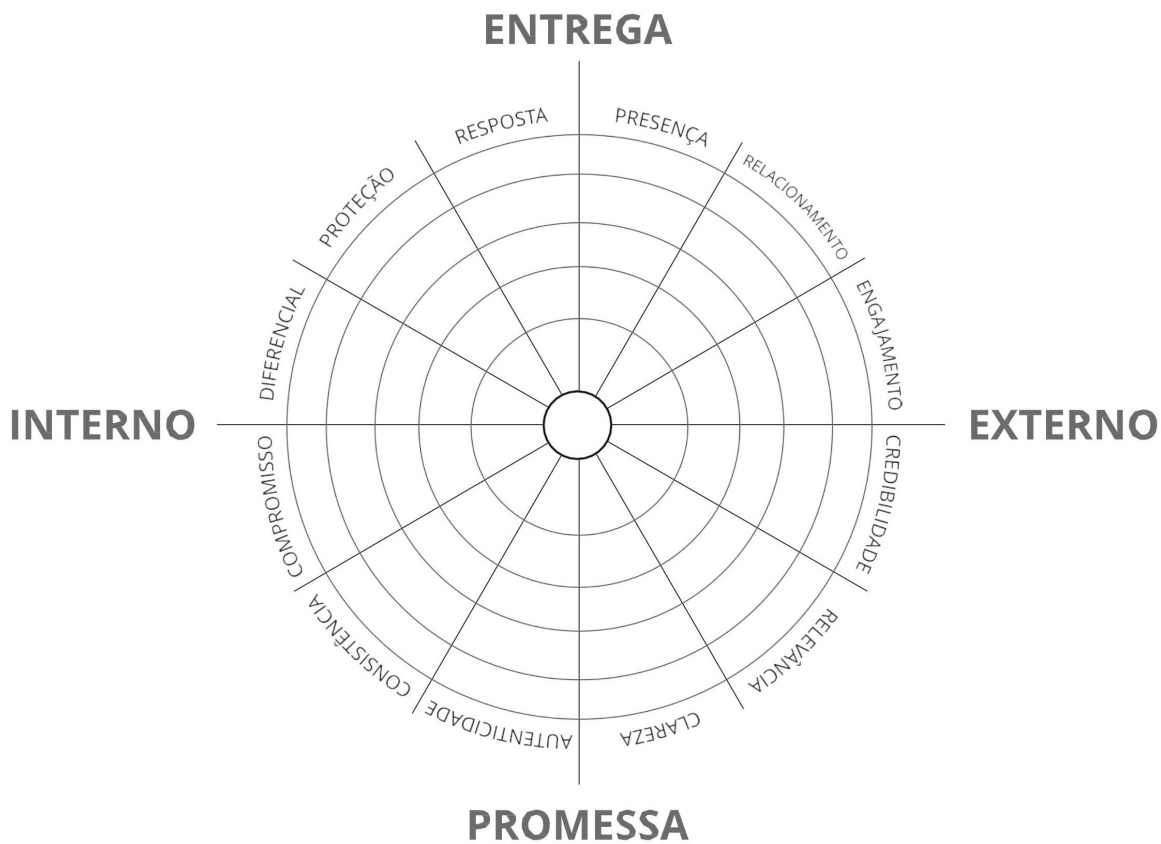 ENTREGA
RESPOSTA
PRESENÇA
PROTEÇÃO
RELACIONAMENTO
DIFERENCIAL
ENGAJAMENTO
INTERNO
EXTERNO
COMPROMISSO
CREDIBILIDADE
CONSISTÊNCIA
RELEVÂNCIA
AUTENTICIDADE
CLAREZA
PROMESSA